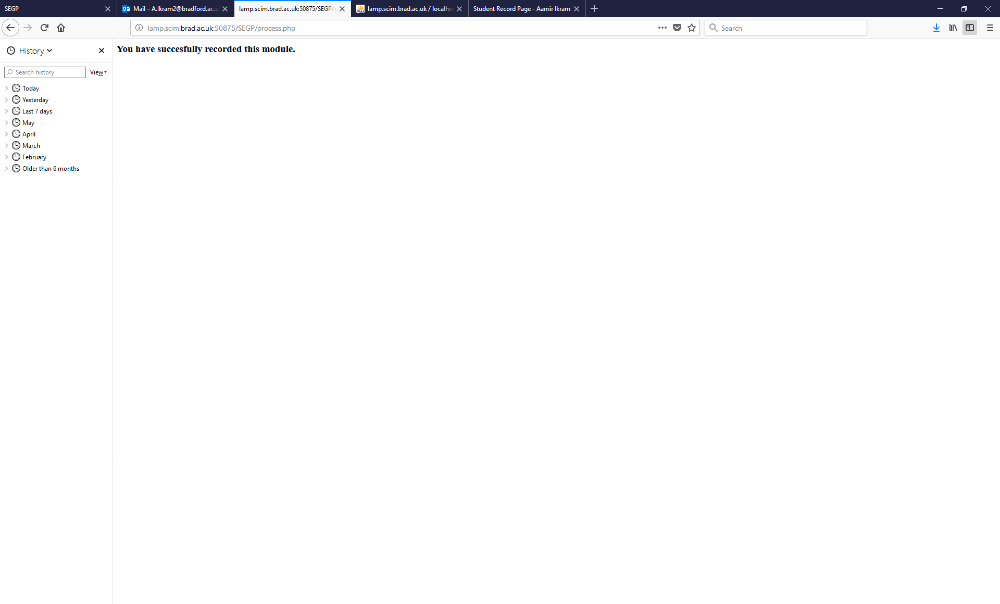 SEGP
Mail – A.Ikram2@bradford.ac.u
lamp.scim.brad.ac.uk:50875/SEGP/
lamp.scim.brad.ac.uk / localho
Student Record Page - Aamir Ikram
lamp.scim.brad.ac.uk:50875/SEGP/process.php
Search
History
You have succesfully recorded this module.
Search history
View
Today
Yesterday
Last 7 days
May
April
March
February
Older than 6 months